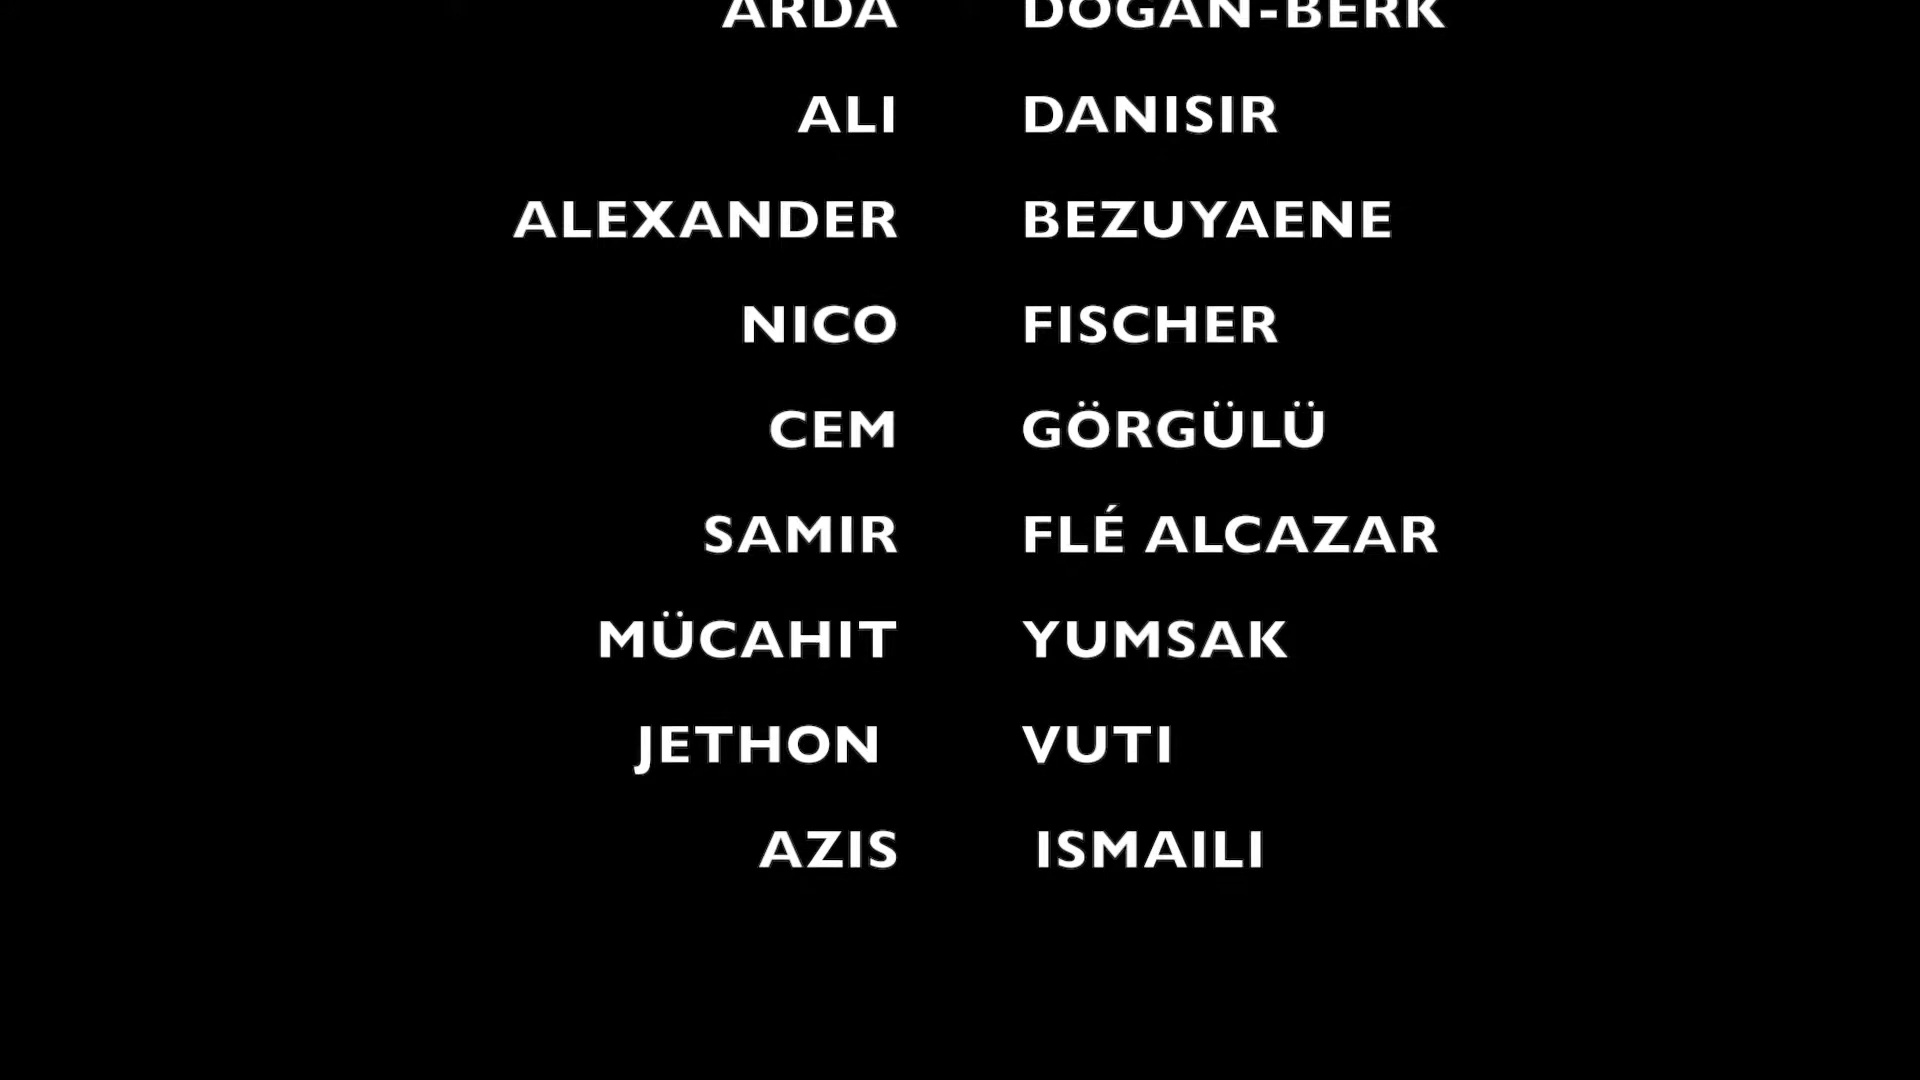 ARDA DOGAN-BERK
ALI DANISIR
ALEXANDER BEZUYAENE
NICO FISCHER
CEM GÖRGÜLÜ
SAMIR FLÉ ALCAZAR
MÜCAHIT YUMSAK
JETHON VUTI
AZIS ISMAILI